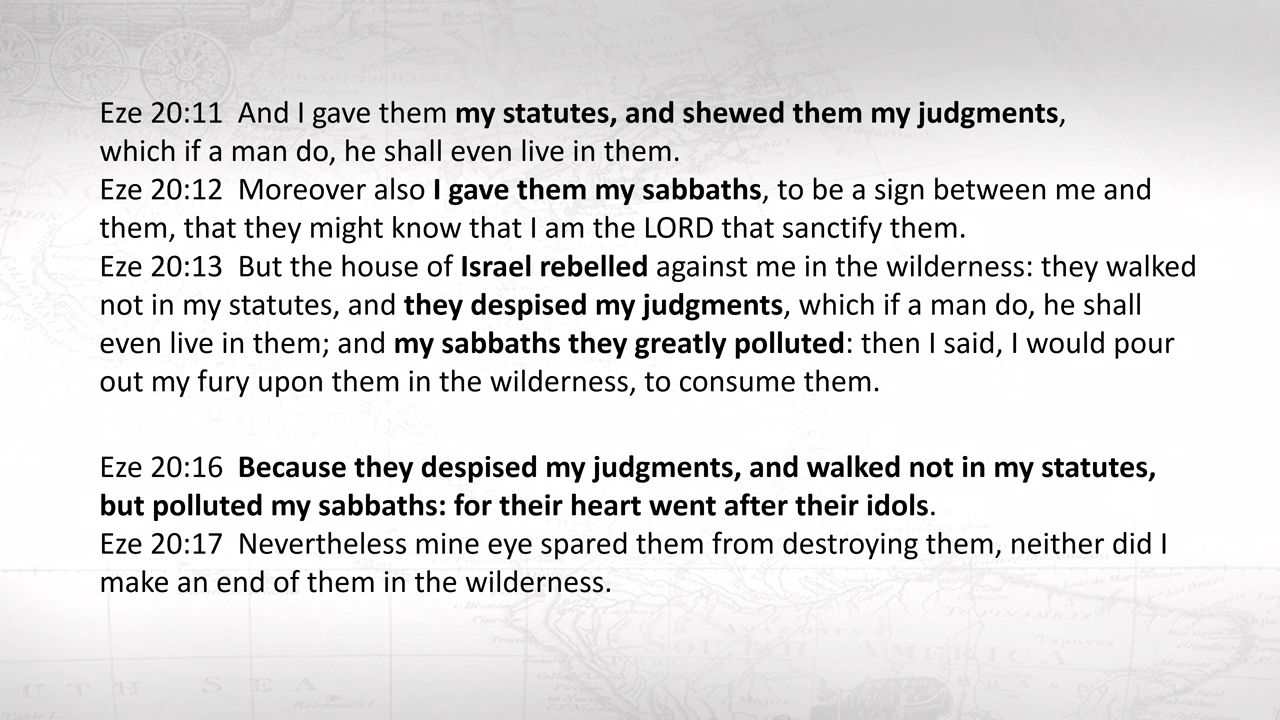 Eze 20:11  And I gave them my statutes, and shewed them my judgments,
which if a man do, he shall even live in them.
Eze 20:12  Moreover also I gave them my sabbaths, to be a sign between me and
them, that they might know that I am the LORD that sanctify them.
Eze 20:13  But the house of Israel rebelled against me in the wilderness: they walked
not in my statutes, and they despised my judgments, which if a man do, he shall
even live in them; and my sabbaths they greatly polluted: then I said, I would pour
out my fury upon them in the wilderness, to consume them.
Eze 20:16  Because they despised my judgments, and walked not in my statutes,
but polluted my sabbaths: for their heart went after their idols.
Eze 20:17  Nevertheless mine eye spared them from destroying them, neither did I
make an end of them in the wilderness.
SOUTH AMERICA
UTH SEA